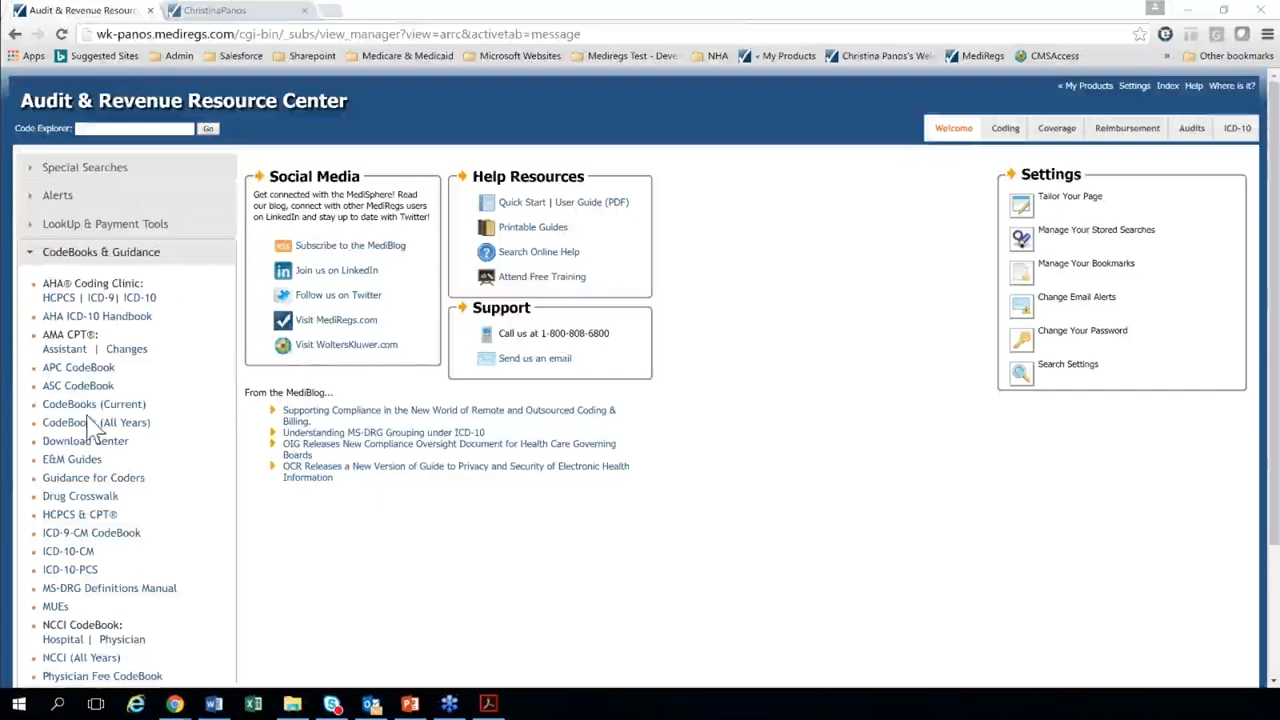 Audit & Revenue Resourc
ChristinaPanos
wk-panos.mediregs.com/cgi-bin/_subs/view_manager?view=arrc&activetab=message
Apps Suggested Sites Admin Salesforce Sharepoint Medicare & Medicaid Microsoft Websites Mediregs Test - Deve NHA < My Products Christina Panos's Wel MediRegs CMSAccess » Other bookmarks
« My Products Settings Index Help Where is it?
Audit & Revenue Resource Center
Code Explorer: Go
Welcome Coding Coverage Reimbursement Audits ICD-10
Special Searches
Alerts
LookUp & Payment Tools
CodeBooks & Guidance
AHA® Coding Clinic:
HCPCS | ICD-9| ICD-10
AHA ICD-10 Handbook
AMA CPT®:
Assistant | Changes
APC CodeBook
ASC CodeBook
CodeBooks (Current)
CodeBook (All Years)
Download Center
E&M Guides
Guidance for Coders
Drug Crosswalk
HCPCS & CPT®
ICD-9-CM CodeBook
ICD-10-CM
ICD-10-PCS
MS-DRG Definitions Manual
MUEs
NCCI CodeBook:
Hospital | Physician
NCCI (All Years)
Physician Fee CodeBook
Social Media
Get connected with the MediSphere! Read
our blog, connect with other MediRegs users
on LinkedIn and stay up to date with Twitter!
Subscribe to the MediBlog
Join us on LinkedIn
Follow us on Twitter
Visit MediRegs.com
Visit WoltersKluwer.com
Help Resources
Quick Start | User Guide (PDF)
Printable Guides
Search Online Help
Attend Free Training
Support
Call us at 1-800-808-6800
Send us an email
From the MediBlog...
Supporting Compliance in the New World of Remote and Outsourced Coding &
Billing.
Understanding MS-DRG Grouping under ICD-10
OIG Releases New Compliance Oversight Document for Health Care Governing
Boards
OCR Releases a New Version of Guide to Privacy and Security of Electronic Health
Information
Settings
Tailor Your Page
Manage Your Stored Searches
Manage Your Bookmarks
Change Email Alerts
Change Your Password
Search Settings